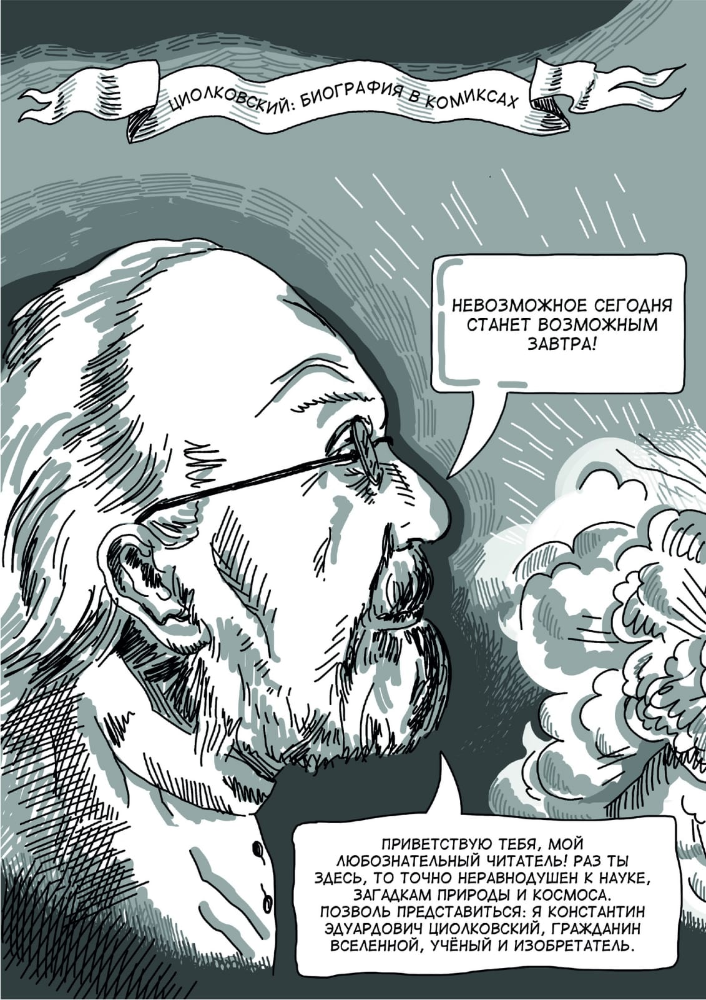 ЦИОЛКОВСКИЙ: БИОГРАФИЯ В КОМИКСАХ
НЕВОЗМОЖНОЕ СЕГОДНЯ
СТАНЕТ ВОЗМОЖНЫМ
ЗАВТРА!
ПРИВЕТСТВУЮ ТЕБЯ, МОЙ
ЛЮБОЗНАТЕЛЬНЫЙ ЧИТАТЕЛЬ! РАЗ ТЫ
ЗДЕСЬ, ТО ТОЧНО НЕРАВНОДУШЕН К НАУКЕ,
ЗАГАДКАМ ПРИРОДЫ И КОСМОСА.
ПОЗВОЛЬ ПРЕДСТАВИТЬСЯ: Я КОНСТАНТИН
ЭДУАРДОВИЧ ЦИОЛКОВСКИЙ, ГРАЖДАНИН
ВСЕЛЕННОЙ, УЧЁНЫЙ И ИЗОБРЕТАТЕЛЬ.